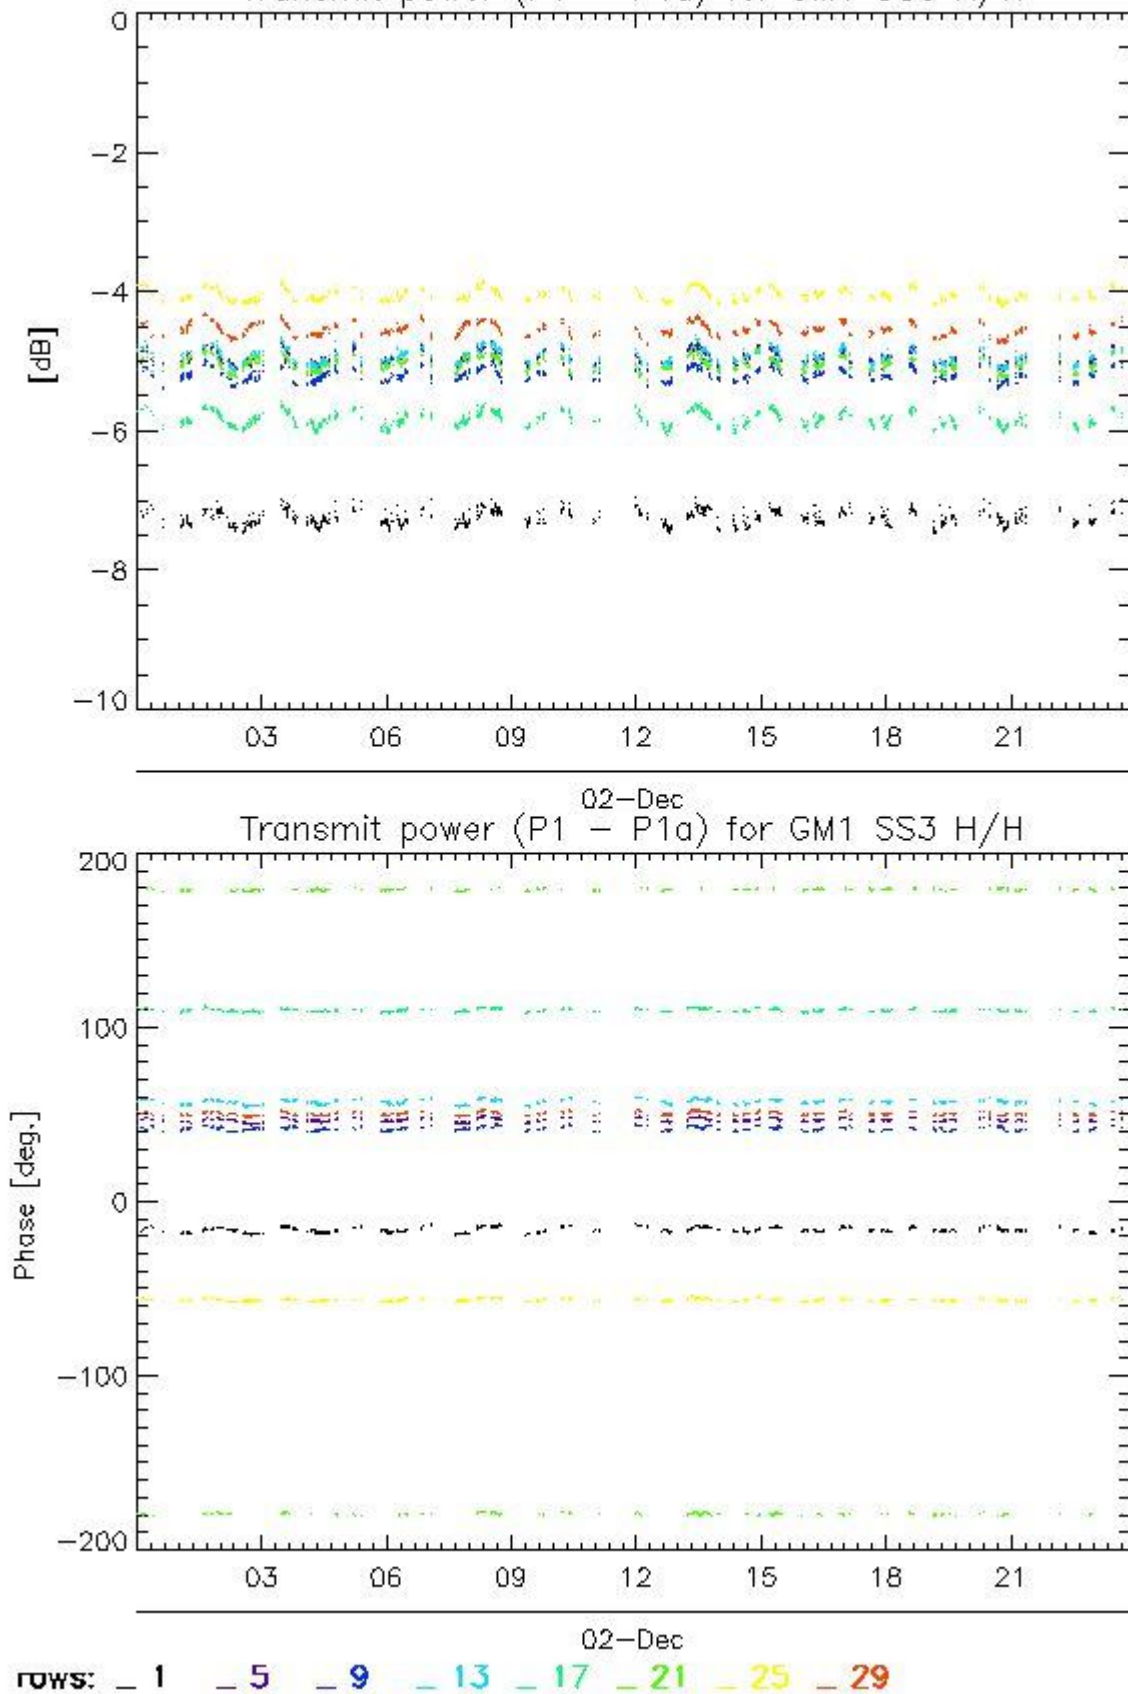 0
-2
-4
[dB]
-6
-8
-10
03 06 09 12 15 18 21
02-Dec
Transmit power (P1 - P1a) for GM1 SS3 H/H
200
100
0
Phase [deg.]
-100
-200
03 06 09 12 15 18 21
02-Dec
rows: _ 1 _ 5 _ 9 _ 13 _ 17 _ 21 _ 25 _ 29